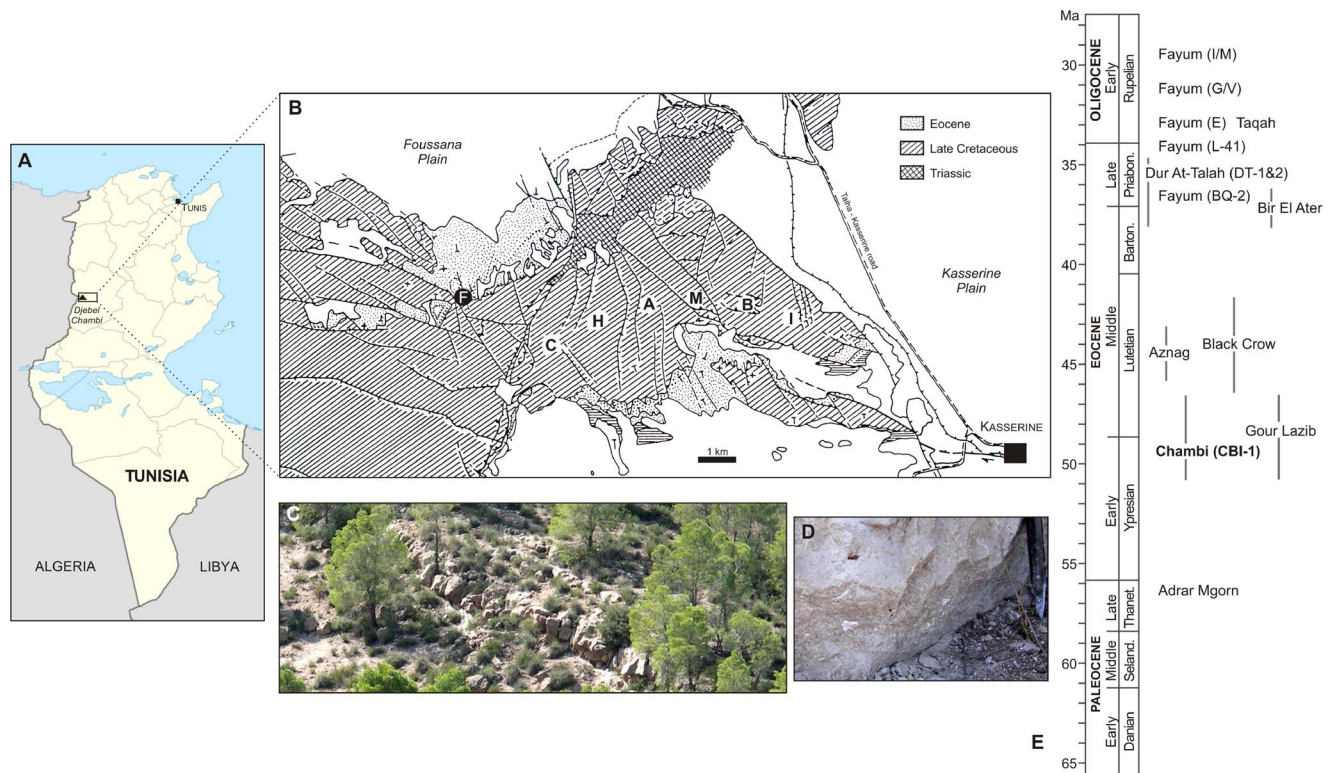 A
TUNIS
Djebel
Chambi
TUNISIA
ALGERIA
LIBYA
B
Foussana
Plain
Eocene
Late Cretaceous
Triassic
Talha - Kasserine road
Kasserine
Plain
F
C
H
A
M
B
I
1 km
KASSERINE
C
D
E
Ma
30
35
40
45
50
55
60
65
OLIGOCENE
EOCENE
PALEOCENE
Early
Late
Middle
Early
Late
Middle
Early
Rupelian
Priabon.
Barton.
Lutetian
Ypresian
Thanet.
Seland.
Danian
Fayum (I/M)
Fayum (G/V)
Fayum (E) Taqah
Fayum (L-41)
Dur At-Talah (DT-1&2)
Fayum (BQ-2)
Bir El Ater
Aznag
Black Crow
Gour Lazib
Chambi (CBI-1)
Adrar Mgorn